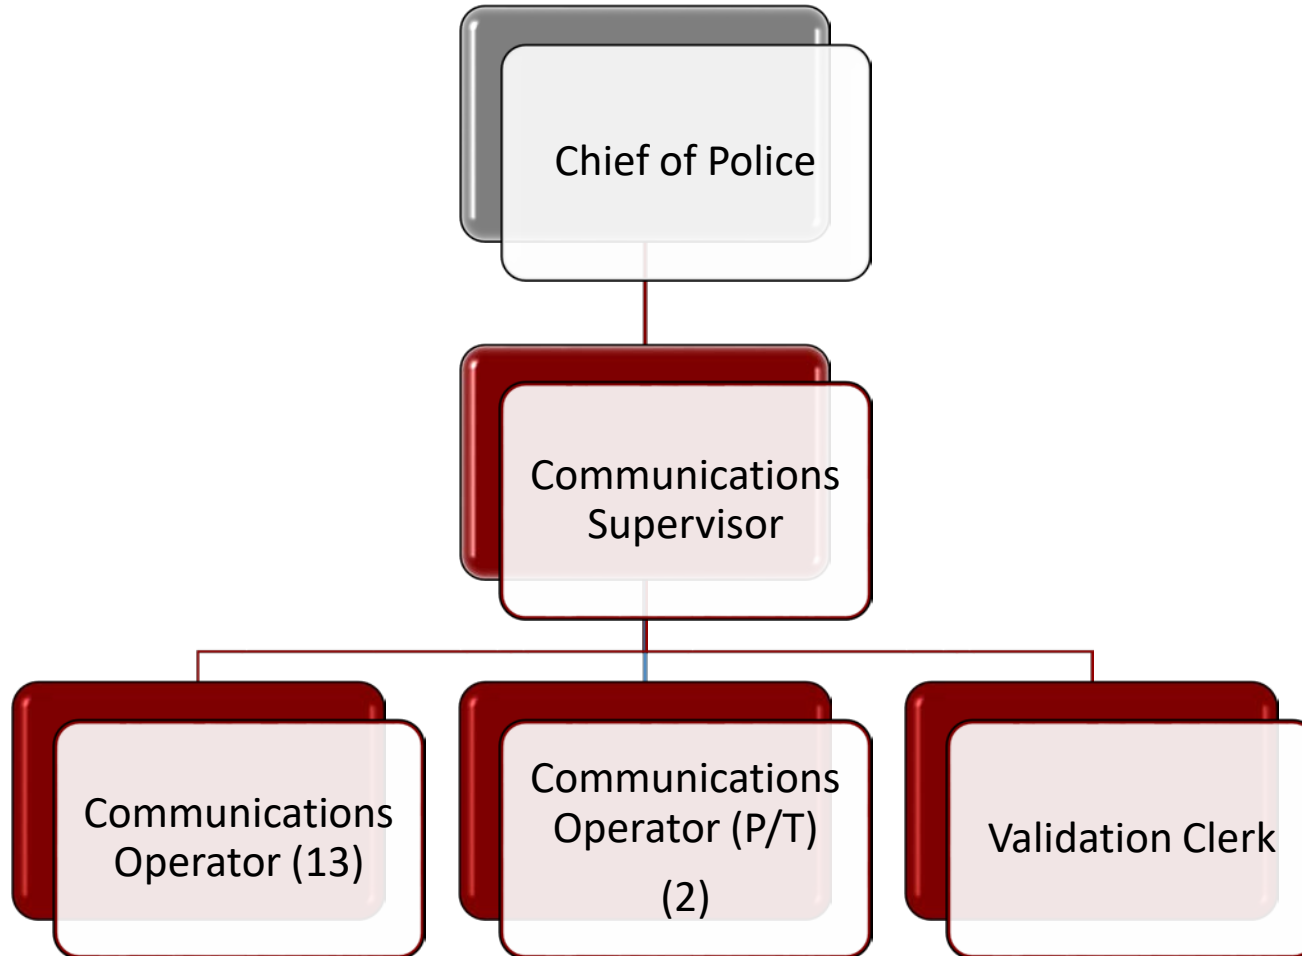 Chief of Police
Communications
Supervisor
Communications
Operator (13)
Communications
Operator (P/T)
(2)
Validation Clerk